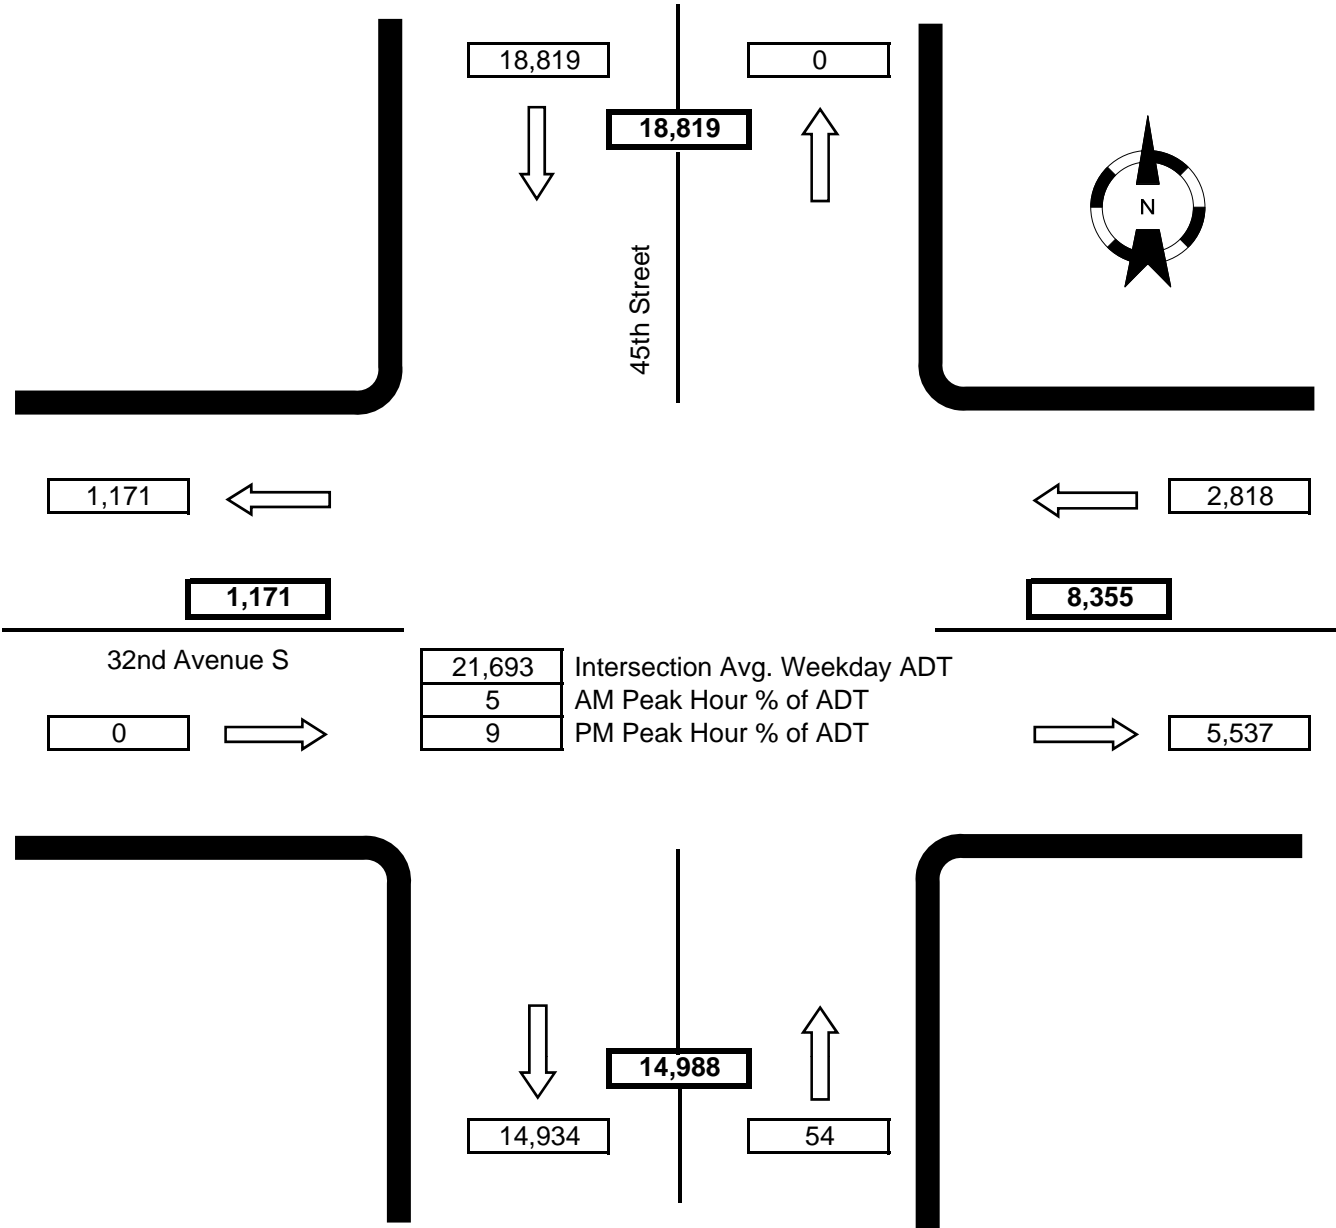 18,819
0
18,819
N
45th Street
1,171
2,818
1,171
8,355
32nd Avenue S
21,693 Intersection Avg. Weekday ADT
5 AM Peak Hour % of ADT
9 PM Peak Hour % of ADT
0
5,537
14,988
14,934
54